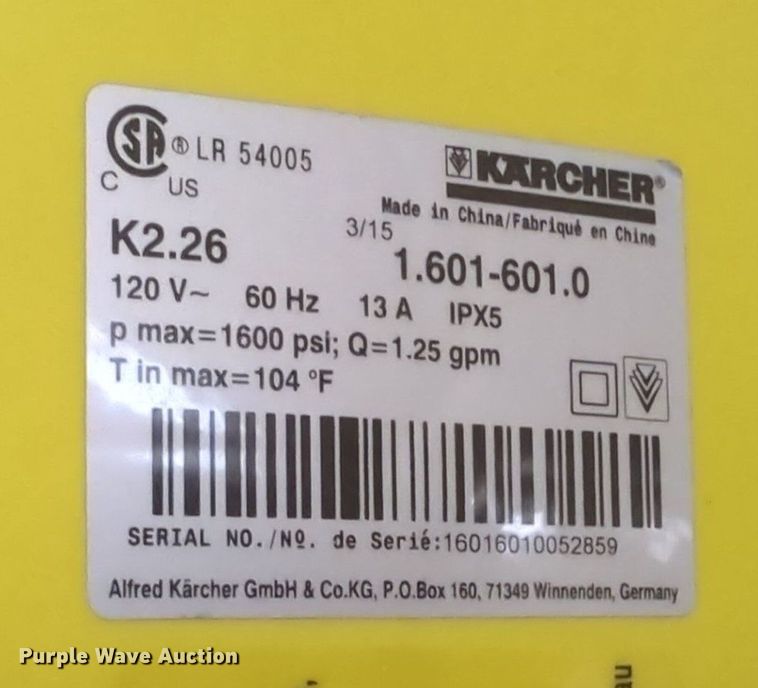 CSA ® LR 54005
C US
KÄRCHER®
Made in China/Fabriqué en Chine
K2.26
3/15
1.601-601.0
120 V~ 60 Hz 13 A IPX5
p max=1600 psi; Q=1.25 gpm
T in max=104 °F
SERIAL NO./Nº. de Serié:16016010052859
Alfred Kärcher GmbH & Co.KG, P.O.Box 160, 71349 Winnenden, Germany
Purple Wave Auction
au